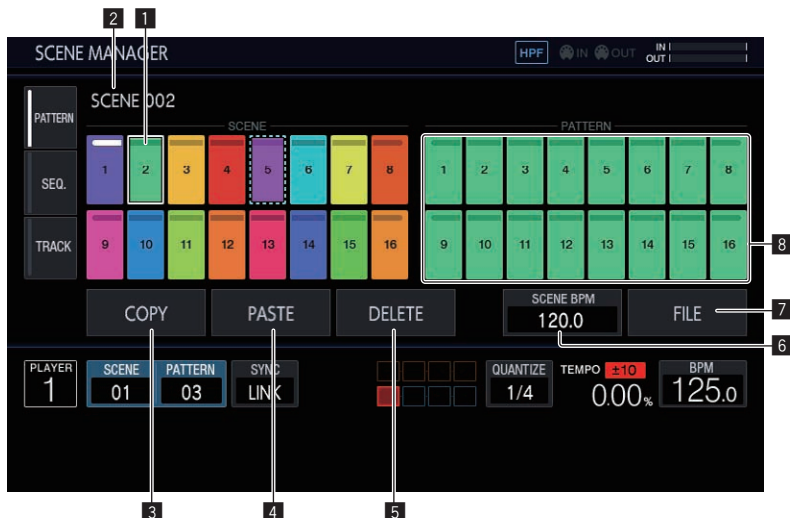 2 1
SCENE MANAGER HPF IN OUT IN
OUT
PATTERN
SCENE 002
SCENE PATTERN
1 2 3 4 5 6 7 8 1 2 3 4 5 6 7 8
SEQ.
TRACK
9 10 11 12 13 14 15 16 9 10 11 12 13 14 15 16
8
COPY PASTE DELETE SCENE BPM
120.0 FILE
7
6
PLAYER
1
SCENE
01
PATTERN
03
SYNC
LINK
QUANTIZE
1/4
TEMPO ±10
0.00%
BPM
125.0
3 4 5